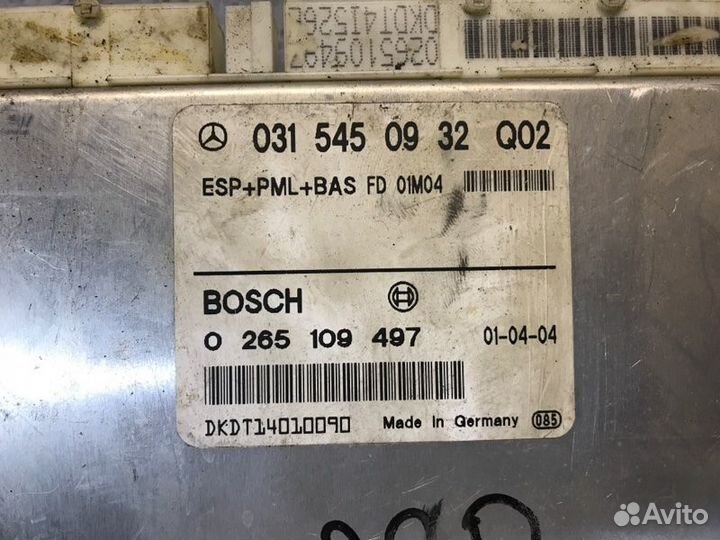 0265109497
DKDT4I526
031 545 09 32 Q02
ESP+PML+BAS FD 01M04
BOSCH
0 265 109 497 01-04-04
DKDT14010090 Made In Germany 085
Avito